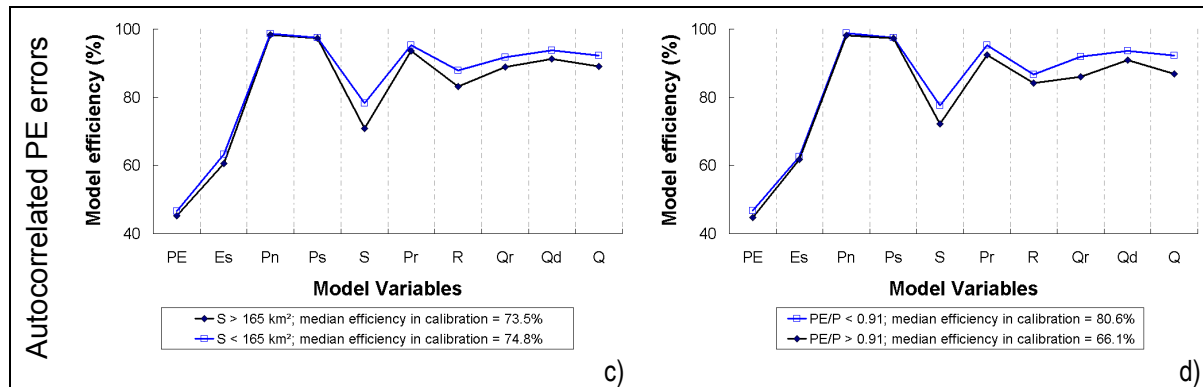 Autocorrelated PE errors
Model efficiency (%)
100
80
60
40
PE Es Pn Ps S Pr R Qr Qd Q
Model Variables
S > 165 km²; median efficiency in calibration = 73.5%
S < 165 km²; median efficiency in calibration = 74.8%
c)
Model efficiency (%)
100
80
60
40
PE Es Pn Ps S Pr R Qr Qd Q
Model Variables
PE/P < 0.91; median efficiency in calibration = 80.6%
PE/P > 0.91; median efficiency in calibration = 66.1%
d)